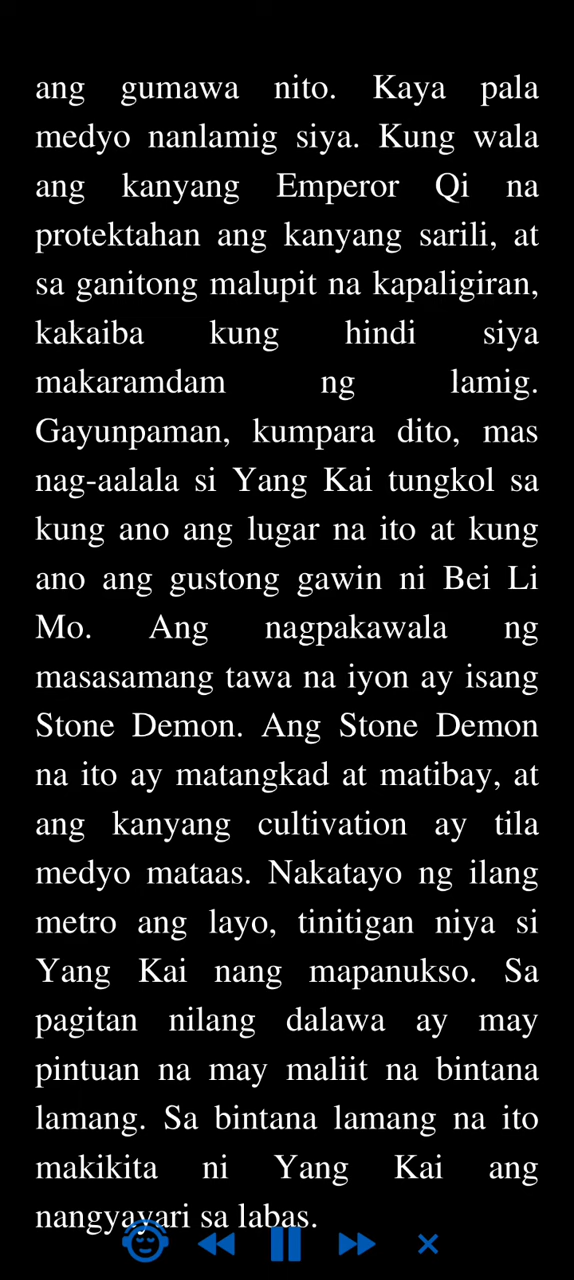 ang gumawa nito. Kaya pala
medyo nanlamig siya. Kung wala
ang kanyang Emperor Qi na
protektahan ang kanyang sarili, at
sa ganitong malupit na kapaligiran,
kakaiba kung hindi siya
makaramdam ng lamig.
Gayunpaman, kumpara dito, mas
nag-aalala si Yang Kai tungkol sa
kung ano ang lugar na ito at kung
ano ang gustong gawin ni Bei Li
Mo. Ang nagpakawala ng
masasamang tawa na iyon ay isang
Stone Demon. Ang Stone Demon
na ito ay matangkad at matibay, at
ang kanyang cultivation ay tila
medyo mataas. Nakatayo ng ilang
metro ang layo, tinitigan niya si
Yang Kai nang mapanukso. Sa
pagitan nilang dalawa ay may
pintuan na may maliit na bintana
lamang. Sa bintana lamang na ito
makikita ni Yang Kai ang
nangyayari sa labas.